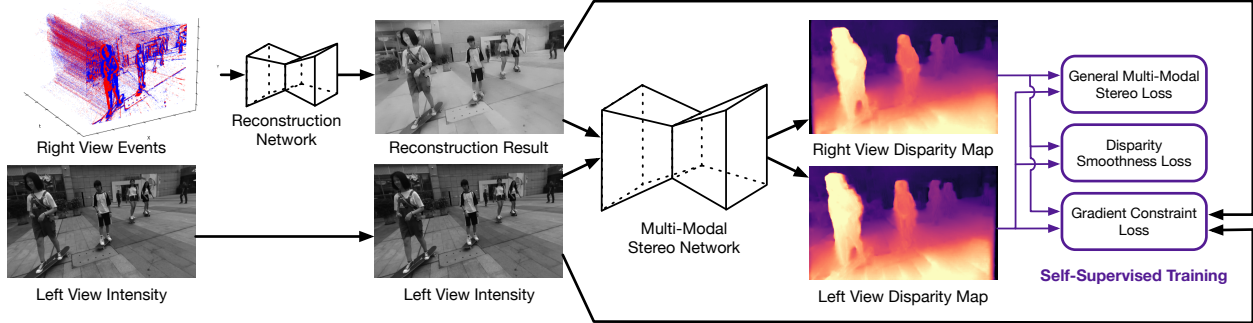 t
x
Right View Events
Reconstruction
Network
Reconstruction Result
Left View Intensity
Left View Intensity
Multi-Modal
Stereo Network
Right View Disparity Map
Left View Disparity Map
General Multi-Modal
Stereo Loss
Disparity
Smoothness Loss
Gradient Constraint
Loss
Self-Supervised Training